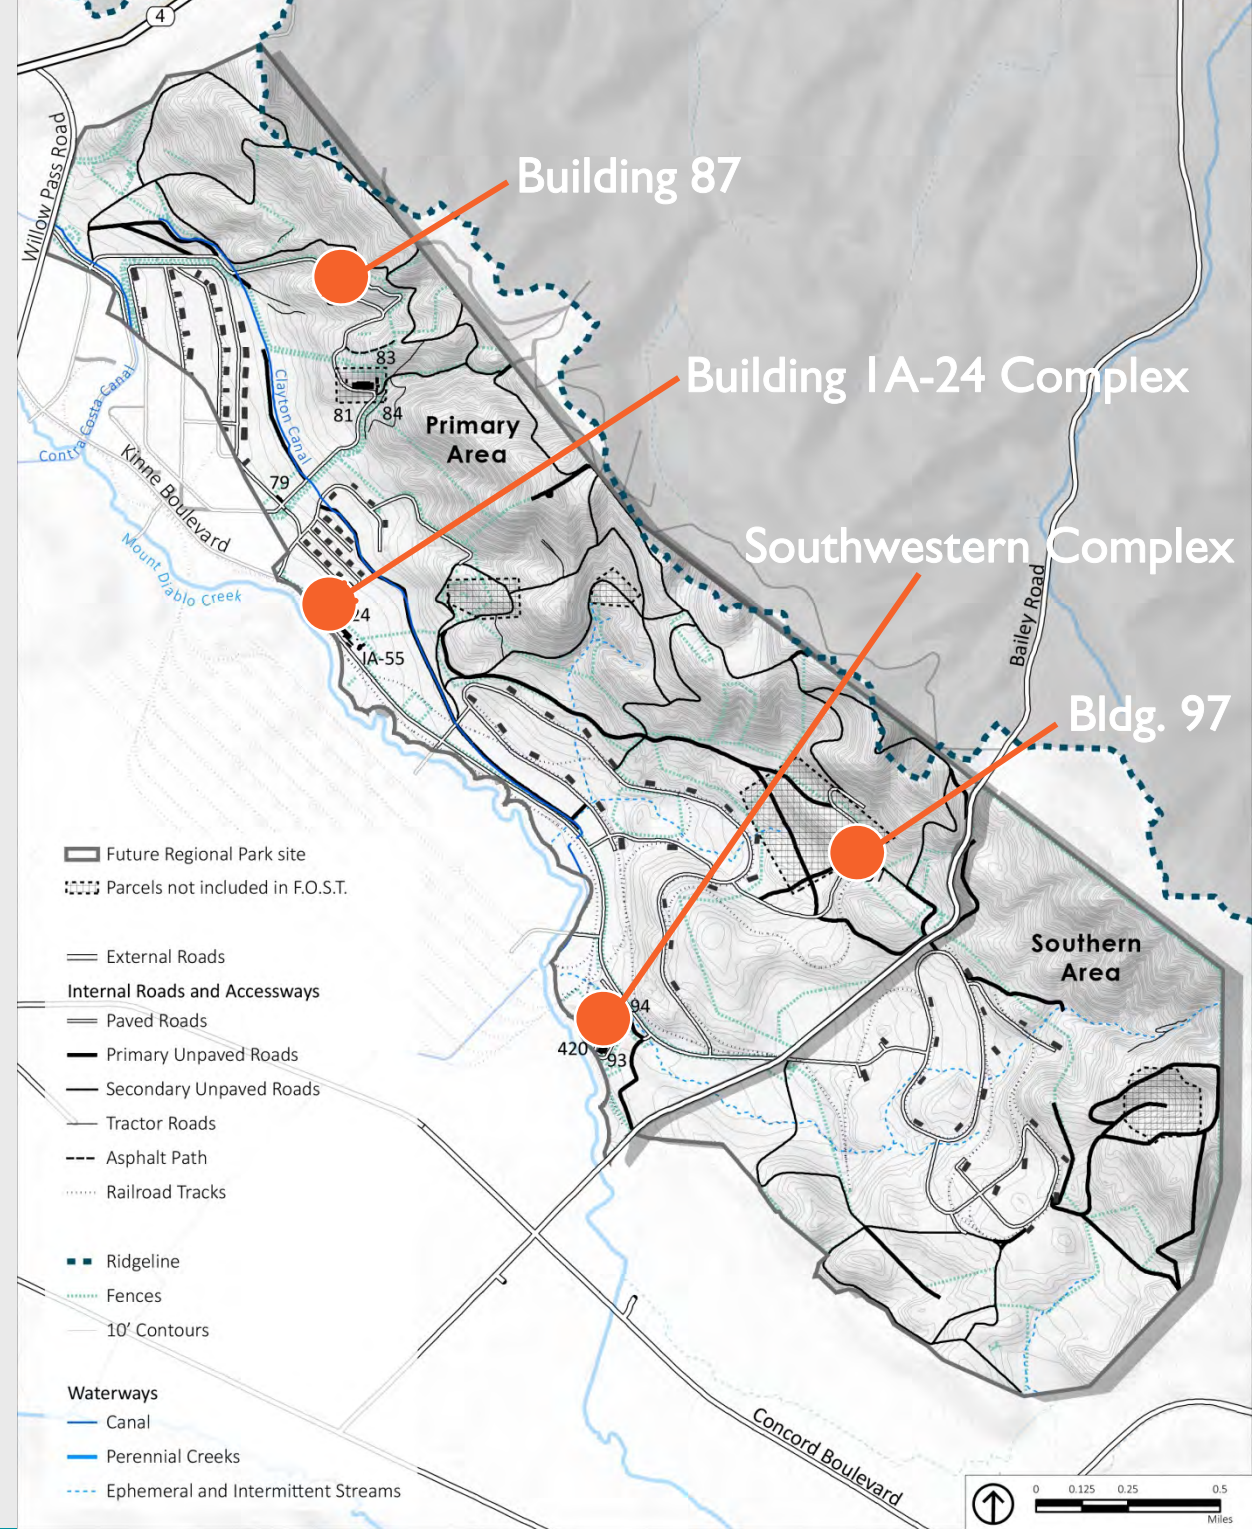 4
Willow Pass Road
Building 87
83
81
84
Building 1A-24 Complex
Primary
Area
Clayton Canal
Contra Costa Canal
Kinne Boulevard
79
Mount Diablo Creek
24
IA-55
Southwestern Complex
Bailey Road
Bldg. 97
Southern
Area
94
420
93
Future Regional Park site
Parcels not included in F.O.S.T.
External Roads
Internal Roads and Accessways
Paved Roads
Primary Unpaved Roads
Secondary Unpaved Roads
Tractor Roads
Asphalt Path
Railroad Tracks
Ridgeline
Fences
10' Contours
Waterways
Canal
Perennial Creeks
Ephemeral and Intermittent Streams
Concord Boulevard
0 0.125 0.25 0.5
Miles